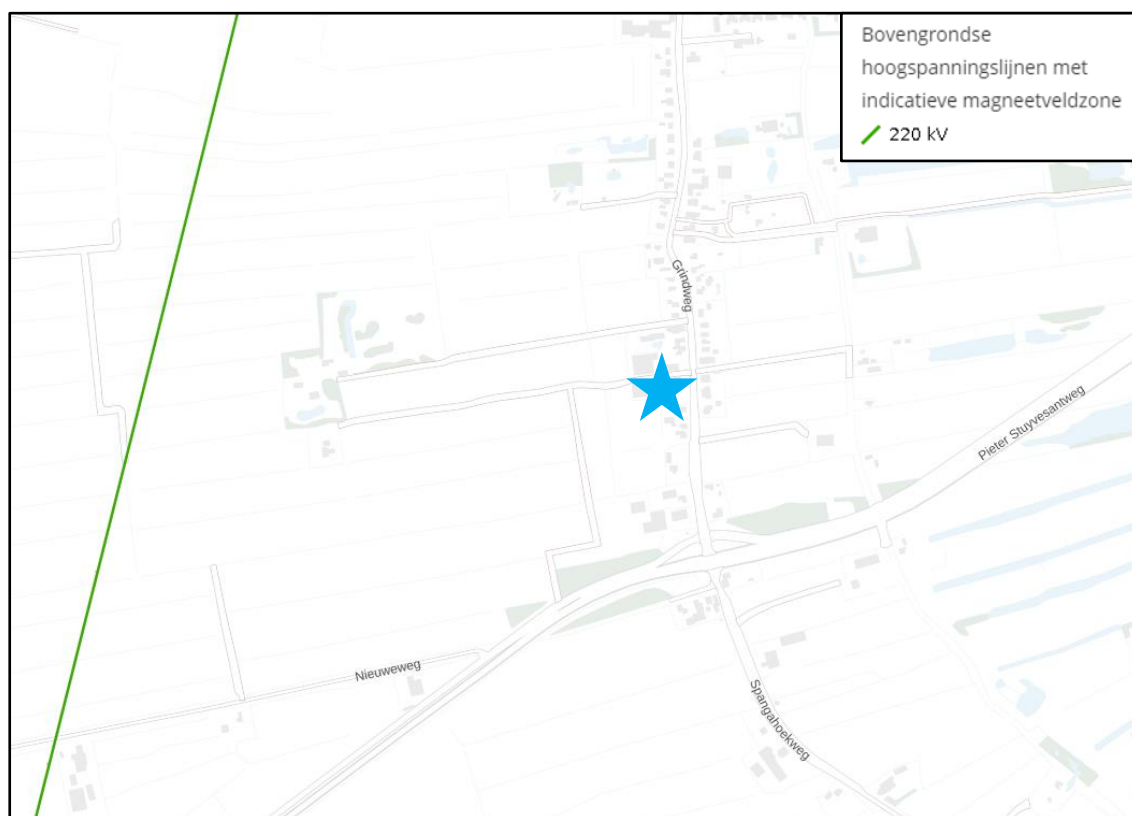 Bovengrondse
hoogspanningslijnen met
indicatieve magneetveldzone
220 kV
Grindweg
Pieter Stuyvesantweg
Nieuweweg
Spangahoekweg